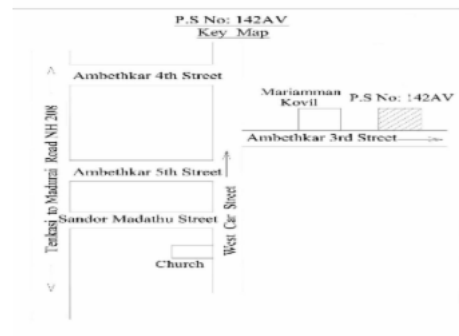 P.S No: 142AV
Key Map
Ambethkar 4th Street
Mariamman
Kovil
P.S No: 142AV
Ambethkar 3rd Street
Ambethkar 5th Street
Tenkasi to Madurai Road NH 208
West Car Street
Sandor Madathu Street
Church